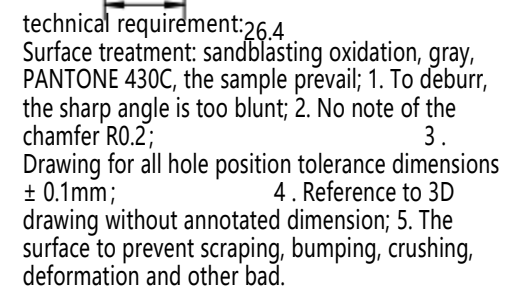 technical requirement:26.4
Surface treatment: sandblasting oxidation, gray,
PANTONE 430C, the sample prevail; 1. To deburr,
the sharp angle is too blunt; 2. No note of the
chamfer R0.2; 3 .
Drawing for all hole position tolerance dimensions
± 0.1mm; 4 . Reference to 3D
drawing without annotated dimension; 5. The
surface to prevent scraping, bumping, crushing,
deformation and other bad.